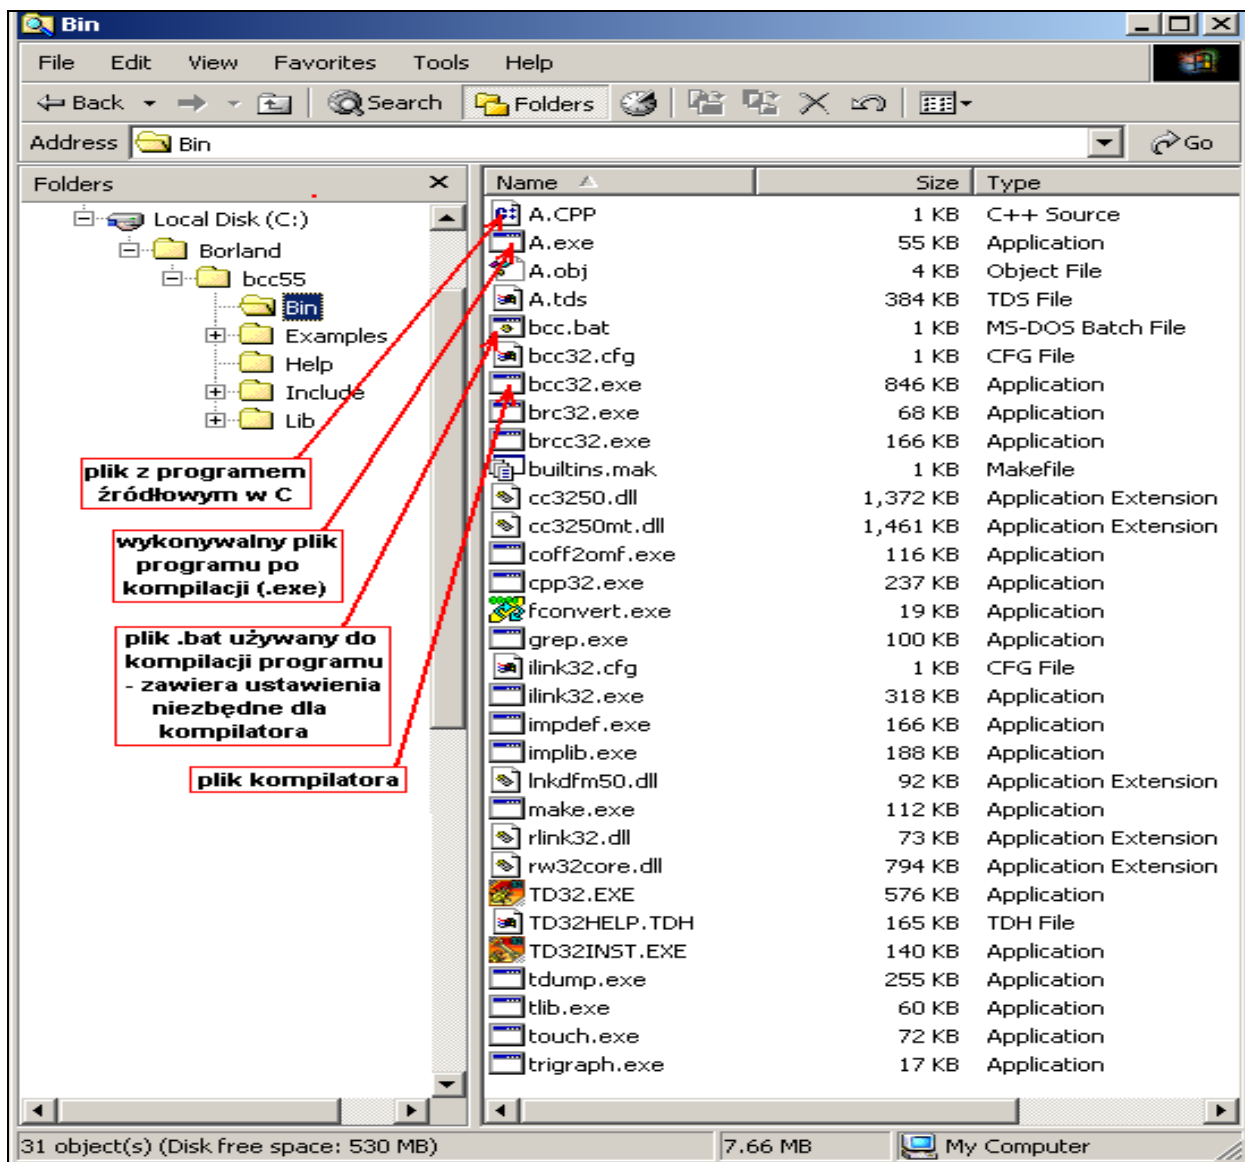 Bin
File Edit View Favorites Tools Help
Back Search Folders
Address Bin Go
Folders
Local Disk (C:)
Borland
bcc55
Bin
Examples
Help
Include
Lib
plik z programem
źródłowym w C
wykonywalny plik
programu po
kompilacji (.exe)
plik .bat używany do
kompilacji programu
- zawiera ustawienia
niezbędne dla
kompilatora
plik kompilatora
Name Size Type
A.CPP 1 KB C++ Source
A.exe 55 KB Application
A.obj 4 KB Object File
A.tds 384 KB TDS File
bcc.bat 1 KB MS-DOS Batch File
bcc32.cfg 1 KB CFG File
bcc32.exe 846 KB Application
brc32.exe 68 KB Application
brcc32.exe 166 KB Application
builtins.mak 1 KB Makefile
cc3250.dll 1,372 KB Application Extension
cc3250mt.dll 1,461 KB Application Extension
coff2omf.exe 116 KB Application
cpp32.exe 237 KB Application
fconvert.exe 19 KB Application
grep.exe 100 KB Application
ilink32.cfg 1 KB CFG File
ilink32.exe 318 KB Application
impdef.exe 166 KB Application
implib.exe 188 KB Application
lnkdfm50.dll 92 KB Application Extension
make.exe 112 KB Application
rlink32.dll 73 KB Application Extension
rw32core.dll 794 KB Application Extension
TD32.EXE 576 KB Application
TD32HELP.TDH 165 KB TDH File
TD32INST.EXE 140 KB Application
tdump.exe 255 KB Application
tlib.exe 60 KB Application
touch.exe 72 KB Application
trigraph.exe 17 KB Application
31 object(s) (Disk free space: 530 MB) 7.66 MB My Computer